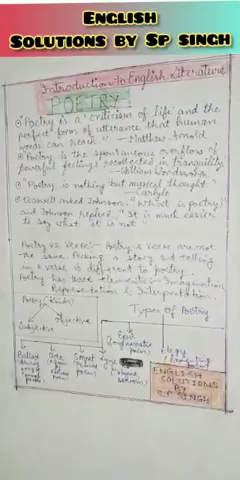 ENGLISH
SOLUTIONS BY SP SINGH
Introduction to English Literature
POETRY
"Poetry is a criticism of life and the
perfect form of utterance that human
words can reach." - Matthew Arnold
Poetry is the spontaneous overflows of
powerful feelings recollected in tranquility
- William Wordsworth
"Poetry is nothing but musical thought."
Carlyle
Boswell asked Johnson, "What is poetry
and Johnson replied, "It is much easier
to say what it is not"
Poetry vs Verse :- Poetry & verse are not
the same. Picking a story and telling
in a verse is different to poetry.
Poetry has three elements :- Imagination,
Representation & Interpretation.
Poetry (Kinds)
Types of Poetry
Subjective
Objective
Epic
Elegy
Ballad
Ode
Sonnet
Lyric
ENGLISH
SOLUTIONS
BY
S.P SINGH